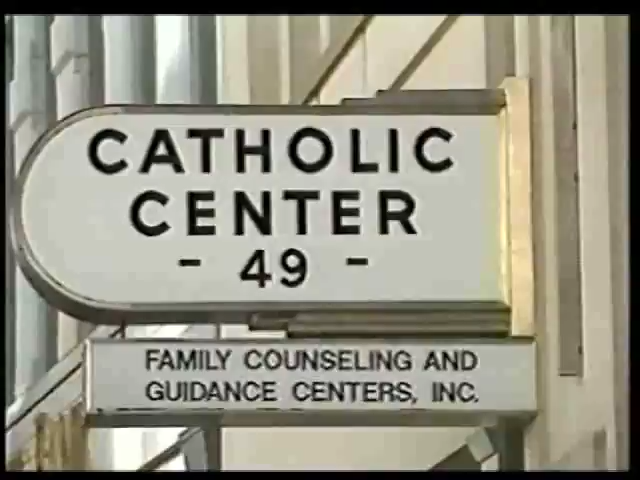 CATHOLIC
CENTER
- 49 -
FAMILY COUNSELING AND
GUIDANCE CENTERS, INC.